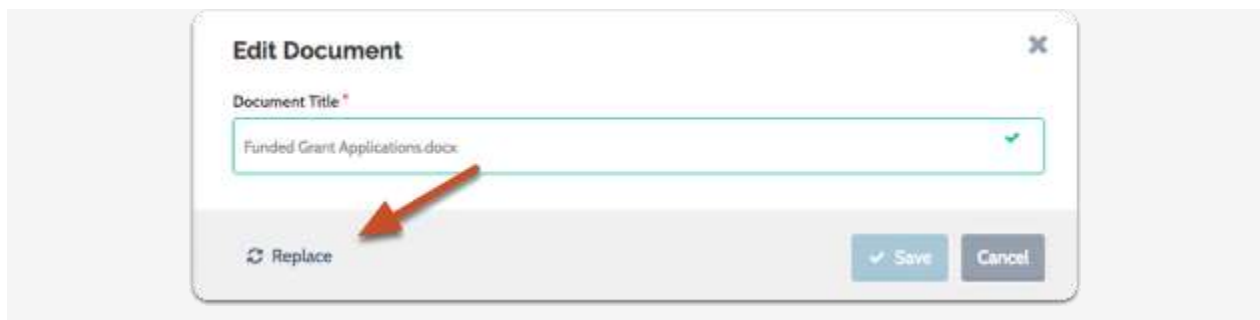 Edit Document
Document Title *
Funded Grant Applications.docx
Replace
Save
Cancel